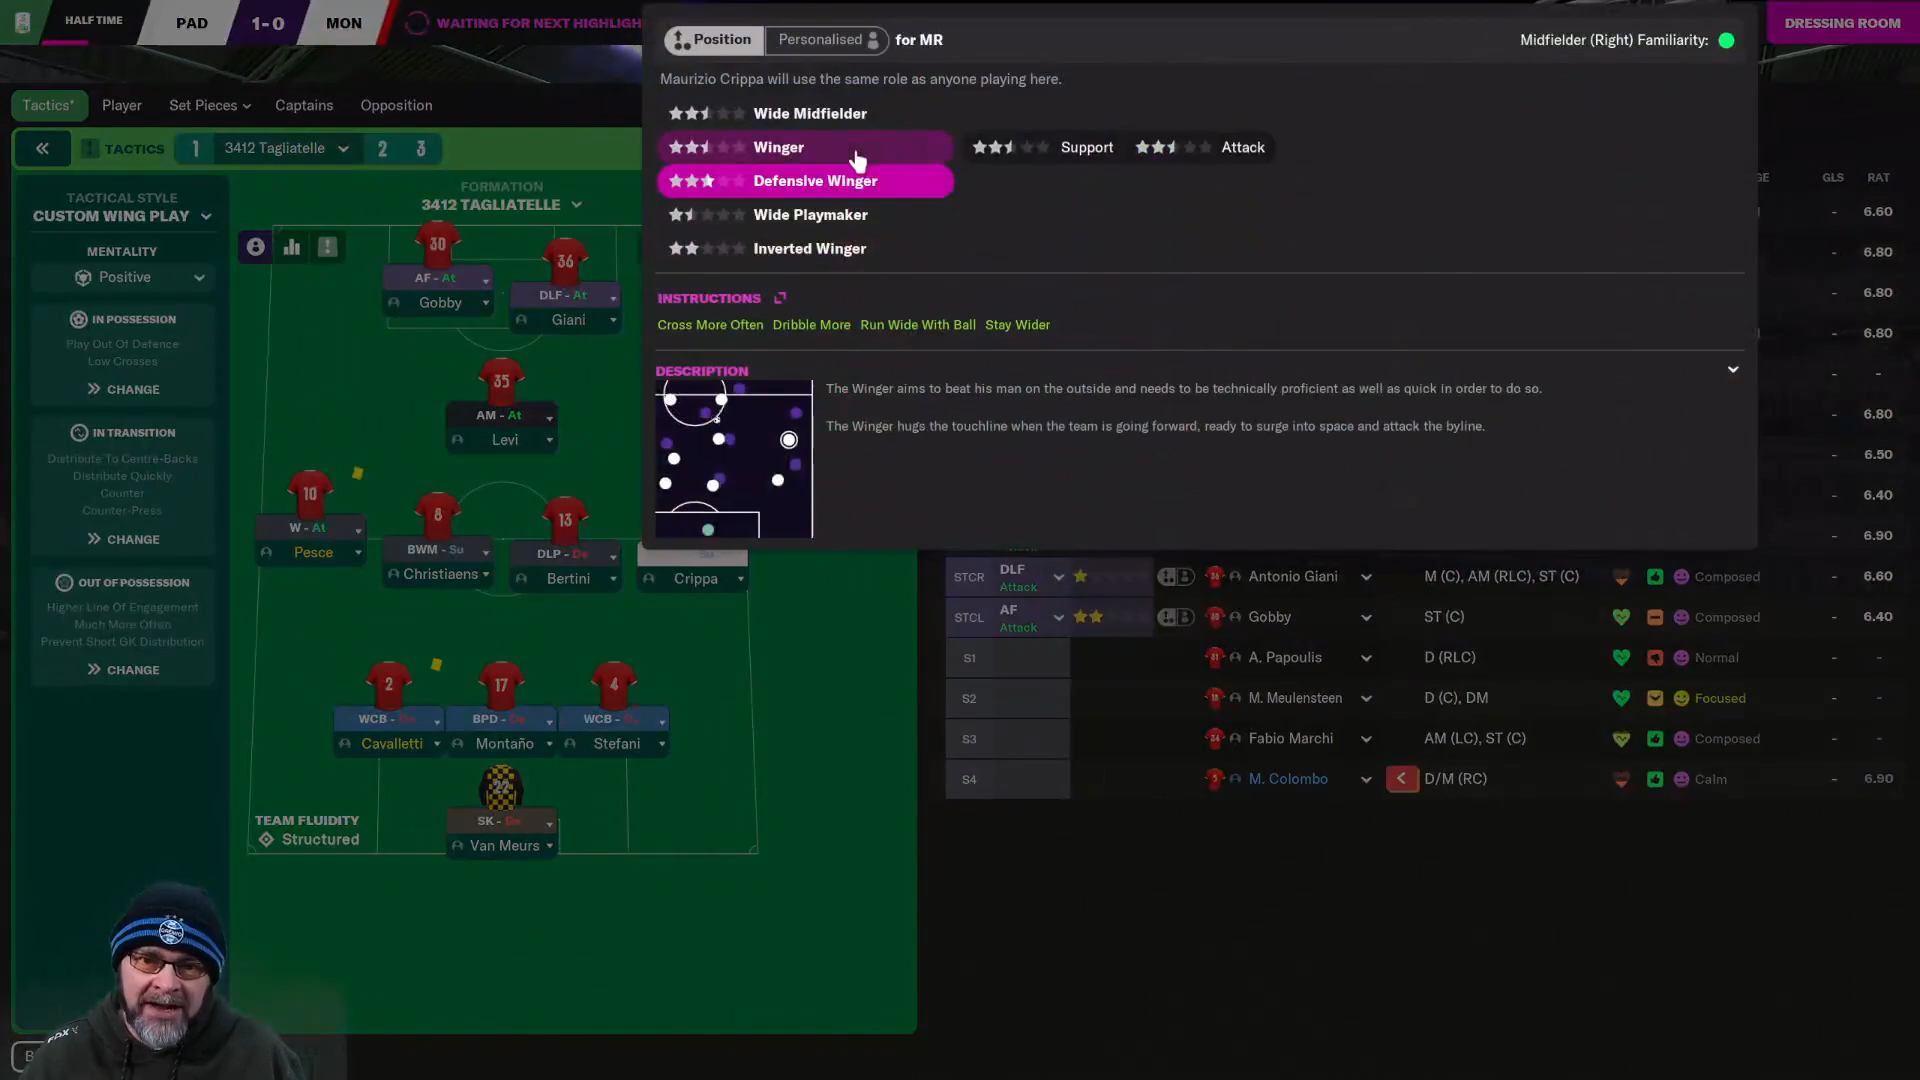 HALF TIME
PAD
1-0
MON
WAITING FOR NEXT HIGHLIGH
DRESSING ROOM
Position
Personalised
for MR
Midfielder (Right) Familiarity:
Maurizio Crippa will use the same role as anyone playing here.
Wide Midfielder
Winger
Support
Attack
Defensive Winger
Wide Playmaker
Inverted Winger
INSTRUCTIONS
Cross More Often Dribble More Run Wide With Ball Stay Wider
DESCRIPTION
The Winger aims to beat his man on the outside and needs to be technically proficient as well as quick in order to do so.
The Winger hugs the touchline when the team is going forward, ready to surge into space and attack the byline.
Tactics*
Player
Set Pieces
Captains
Opposition
TACTICS
1
3412 Tagliatelle
2
3
TACTICAL STYLE
CUSTOM WING PLAY
MENTALITY
Positive
IN POSSESSION
Play Out Of Defence
Low Crosses
CHANGE
IN TRANSITION
Distribute To Centre-Backs
Distribute Quickly
Counter
Counter-Press
CHANGE
OUT OF POSSESSION
Higher Line Of Engagement
Much More Often
Prevent Short GK Distribution
CHANGE
FORMATION
3412 TAGLIATELLE
30
AF - At
Gobby
36
DLF - At
Giani
35
AM - At
Levi
10
W - At
Pesce
8
BWM - Su
Christiaens
13
DLP - De
Bertini
Su
Crippa
2
WCB - De
Cavalletti
17
BPD - De
Montaño
4
WCB - De
Stefani
22
SK - De
Van Meurs
TEAM FLUIDITY
Structured
GE GLS RAT
- 6.60
- 6.80
- 6.80
- 6.80
- -
- 6.80
- 6.50
- 6.40
- 6.90
STCR DLF Attack Antonio Giani M (C), AM (RLC), ST (C) Composed - 6.60
STCL AF Attack Gobby ST (C) Composed - 6.40
S1 A. Papoulis D (RLC) Normal - -
S2 M. Meulensteen D (C), DM Focused - -
S3 Fabio Marchi AM (LC), ST (C) Composed - -
S4 M. Colombo D/M (RC) Calm - 6.90